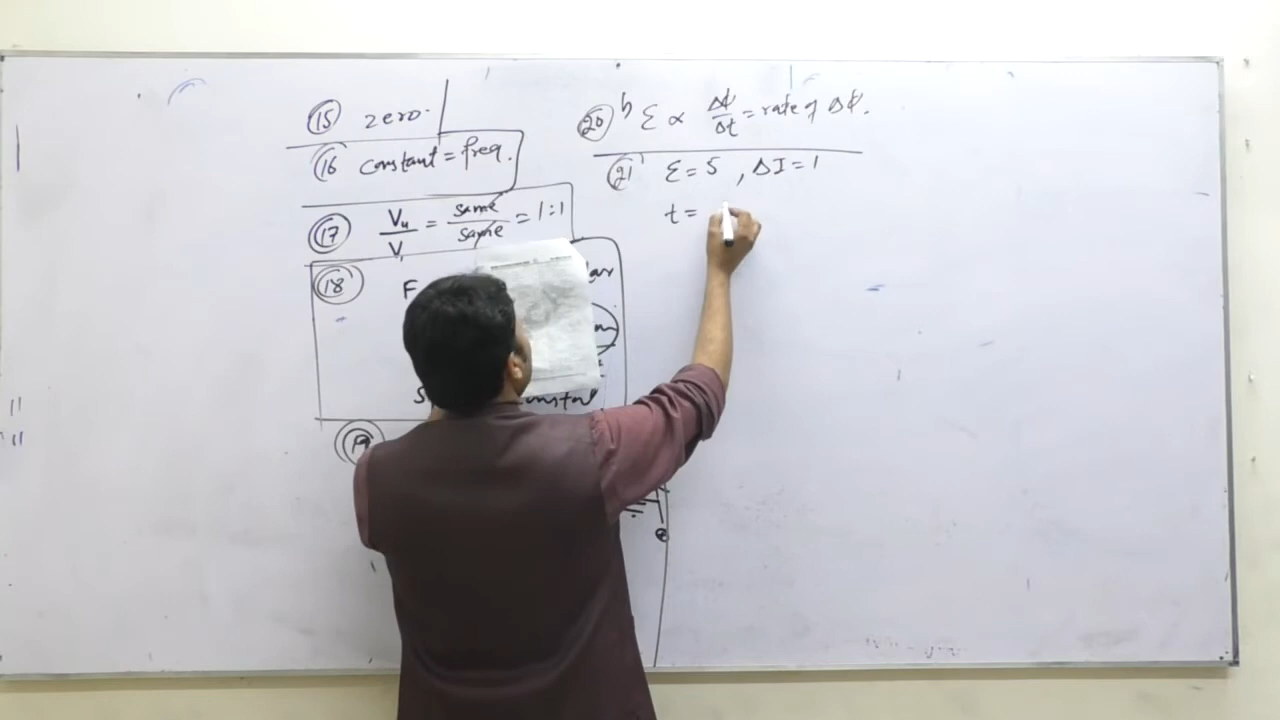 15 zero.
16 constant = freq.
17 Vu/V, = same/same = 1:1
18 F
19
20 b ε ∝ Δϕ/Δt = rate of Δϕ.
21 ε = 5 , ΔI = 1
t =